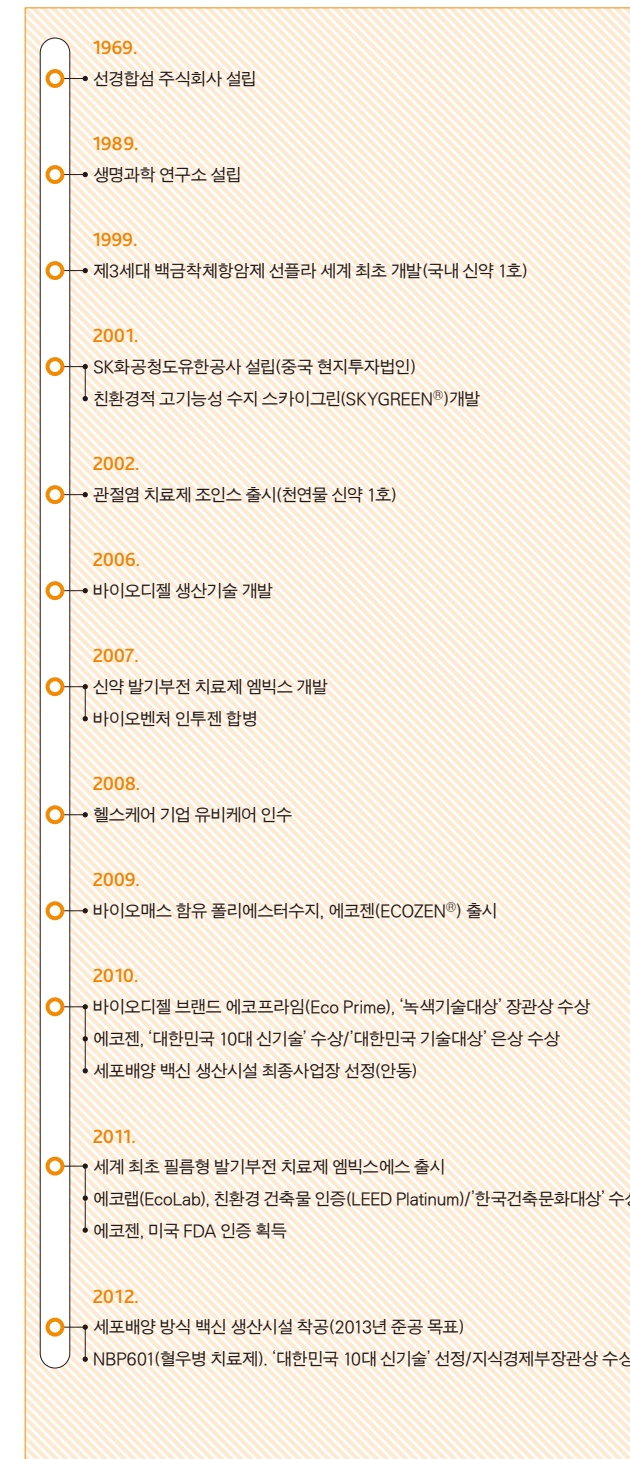 1969.
선경합섬 주식회사 설립
1989.
생명과학 연구소 설립
1999.
제3세대 백금착체항암제 선플라 세계 최초 개발(국내 신약 1호)
2001.
SK화공청도유한공사 설립(중국 현지투자법인)
친환경적 고기능성 수지 스카이그린(SKYGREEN®)개발
2002.
관절염 치료제 조인스 출시(천연물 신약 1호)
2006.
바이오디젤 생산기술 개발
2007.
신약 발기부전 치료제 엠빅스 개발
바이오벤처 인투젠 합병
2008.
헬스케어 기업 유비케어 인수
2009.
바이오매스 함유 폴리에스터수지, 에코젠(ECOZEN®) 출시
2010.
바이오디젤 브랜드 에코프라임(Eco Prime), ‘녹색기술대상’ 장관상 수상
에코젠, ‘대한민국 10대 신기술’ 수상/’대한민국 기술대상’ 은상 수상
세포배양 백신 생산시설 최종사업장 선정(안동)
2011.
세계 최초 필름형 발기부전 치료제 엠빅스에스 출시
에코랩(EcoLab), 친환경 건축물 인증(LEED Platinum)/’한국건축문화대상’ 수상
에코젠, 미국 FDA 인증 획득
2012.
세포배양 방식 백신 생산시설 착공(2013년 준공 목표)
NBP601(혈우병 치료제). ‘대한민국 10대 신기술’ 선정/지식경제부장관상 수상